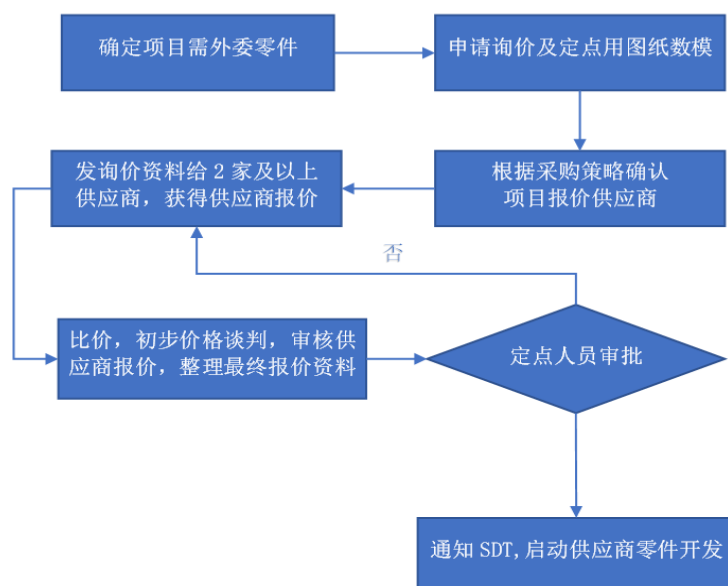 确定项目需外委零件
申请询价及定点用图纸数模
发询价资料给 2 家及以上
供应商，获得供应商报价
根据采购策略确认
项目报价供应商
否
比价，初步价格谈判，审核供
应商报价，整理最终报价资料
定点人员审批
通知 SDT,启动供应商零件开发